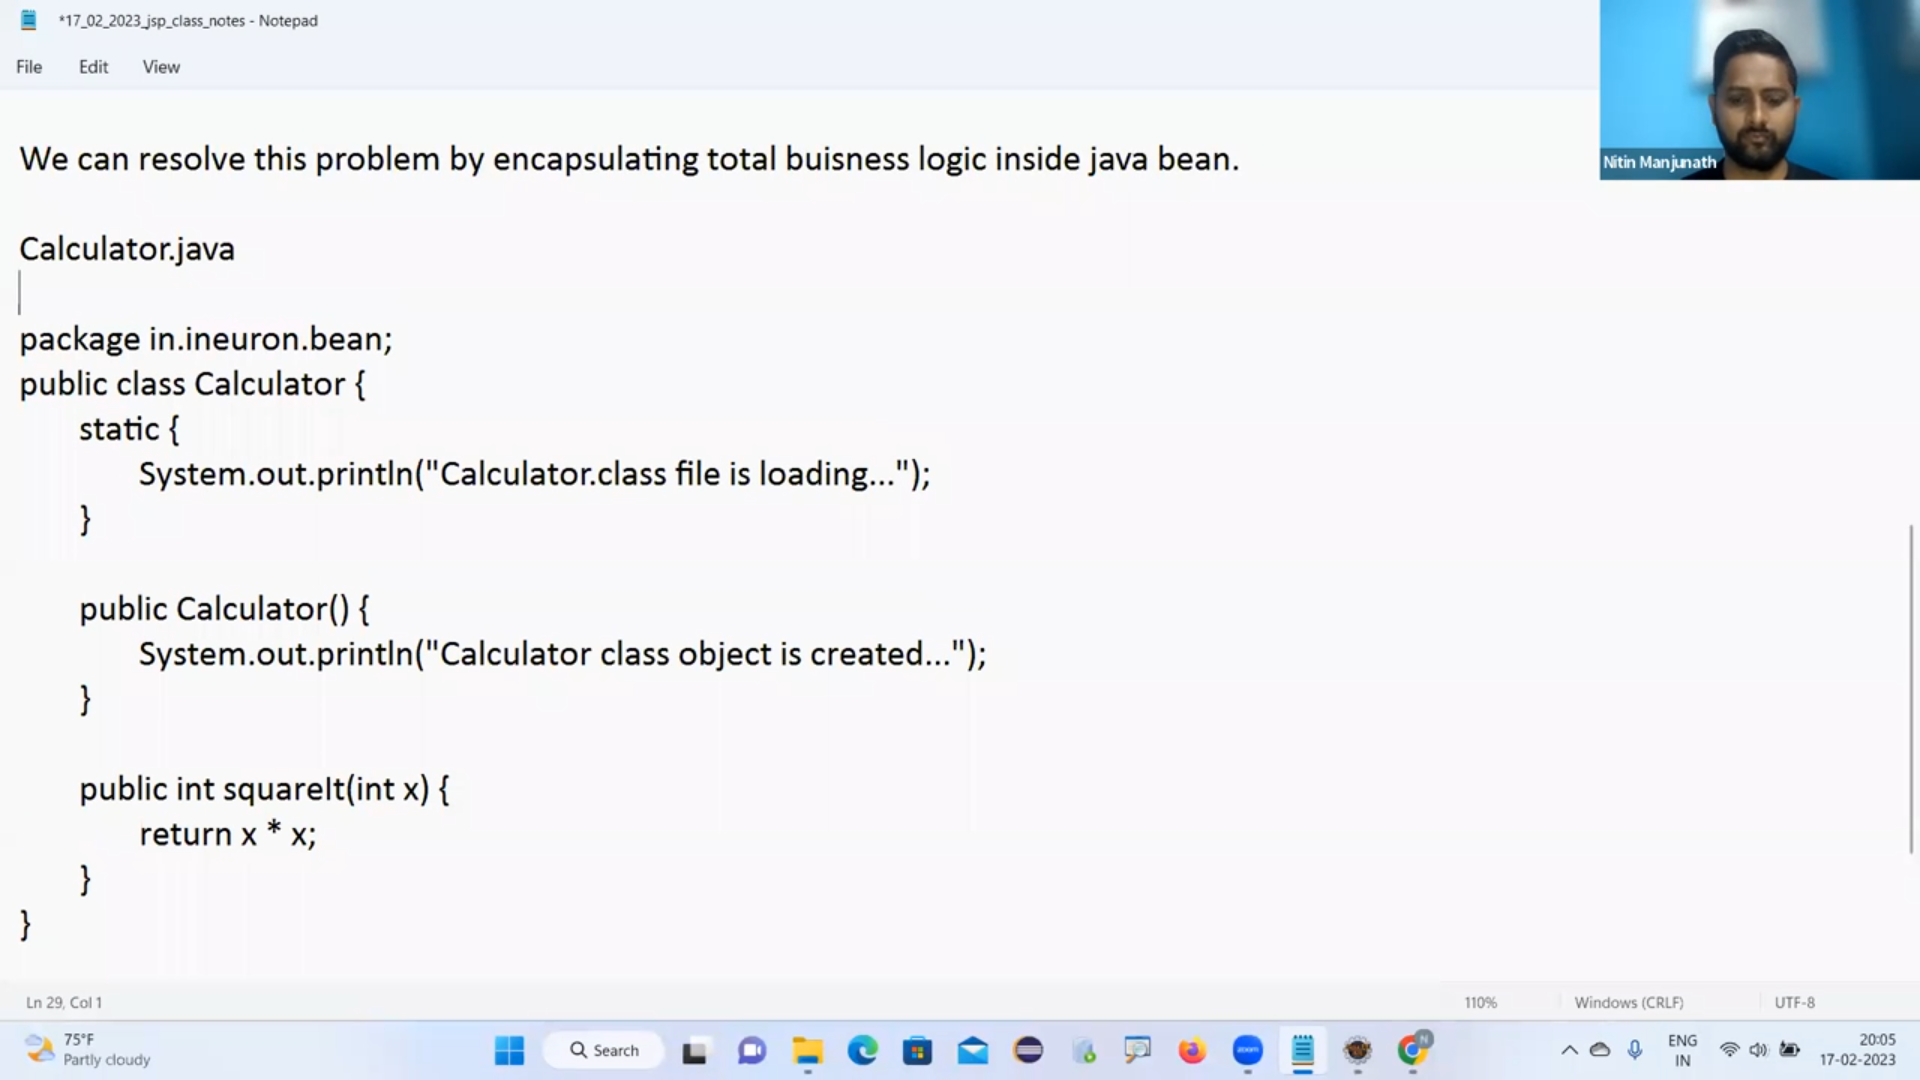 *17_02_2023_jsp_class_notes - Notepad
File Edit View
Nitin Manjunath
We can resolve this problem by encapsulating total buisness logic inside java bean.
Calculator.java
package in.ineuron.bean;
public class Calculator {
static {
System.out.println("Calculator.class file is loading...");
}
public Calculator() {
System.out.println("Calculator class object is created...");
}
public int squareIt(int x) {
return x * x;
}
}
Ln 29, Col 1 110% Windows (CRLF) UTF-8
75°F
Partly cloudy
Search
zoom
N
ENG
IN
20:05
17-02-2023